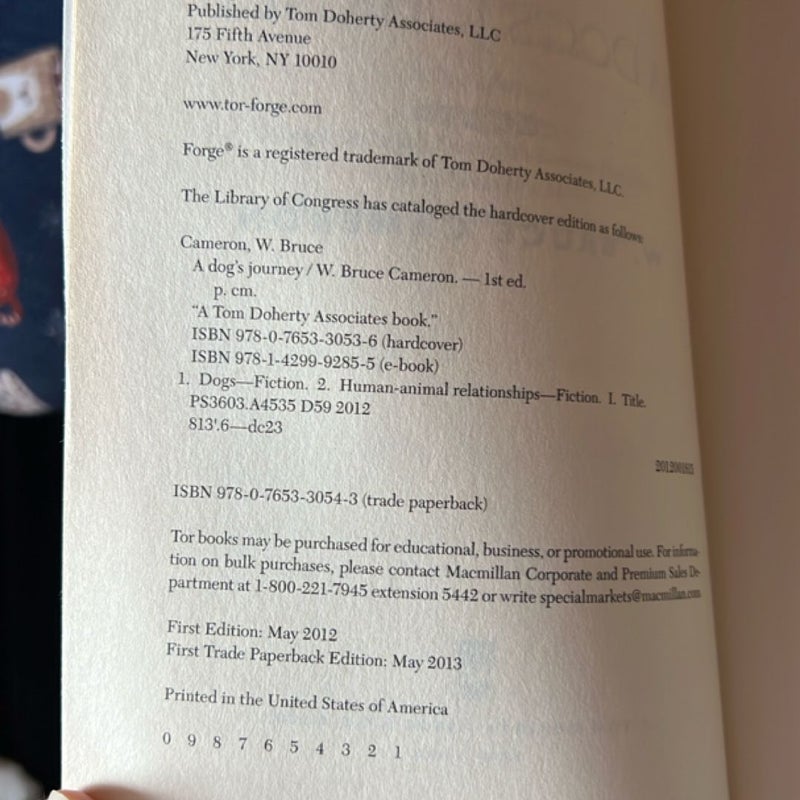 Published by Tom Doherty Associates, LLC
175 Fifth Avenue
New York, NY 10010
www.tor-forge.com
Forge® is a registered trademark of Tom Doherty Associates, LLC.
The Library of Congress has cataloged the hardcover edition as follows:
Cameron, W. Bruce
A dog's journey / W. Bruce Cameron. — 1st ed.
p. cm.
"A Tom Doherty Associates book."
ISBN 978-0-7653-3053-6 (hardcover)
ISBN 978-1-4299-9285-5 (e-book)
1. Dogs—Fiction. 2. Human-animal relationships—Fiction. I. Title.
PS3603.A4535 D59 2012
813'.6—dc23
ISBN 978-0-7653-3054-3 (trade paperback)
Tor books may be purchased for educational, business, or promotional use. For informa-
tion on bulk purchases, please contact Macmillan Corporate and Premium Sales De-
partment at 1-800-221-7945 extension 5442 or write specialmarkets@macmillan.com
First Edition: May 2012
First Trade Paperback Edition: May 2013
Printed in the United States of America
0 9 8 7 6 5 4 3 2 1